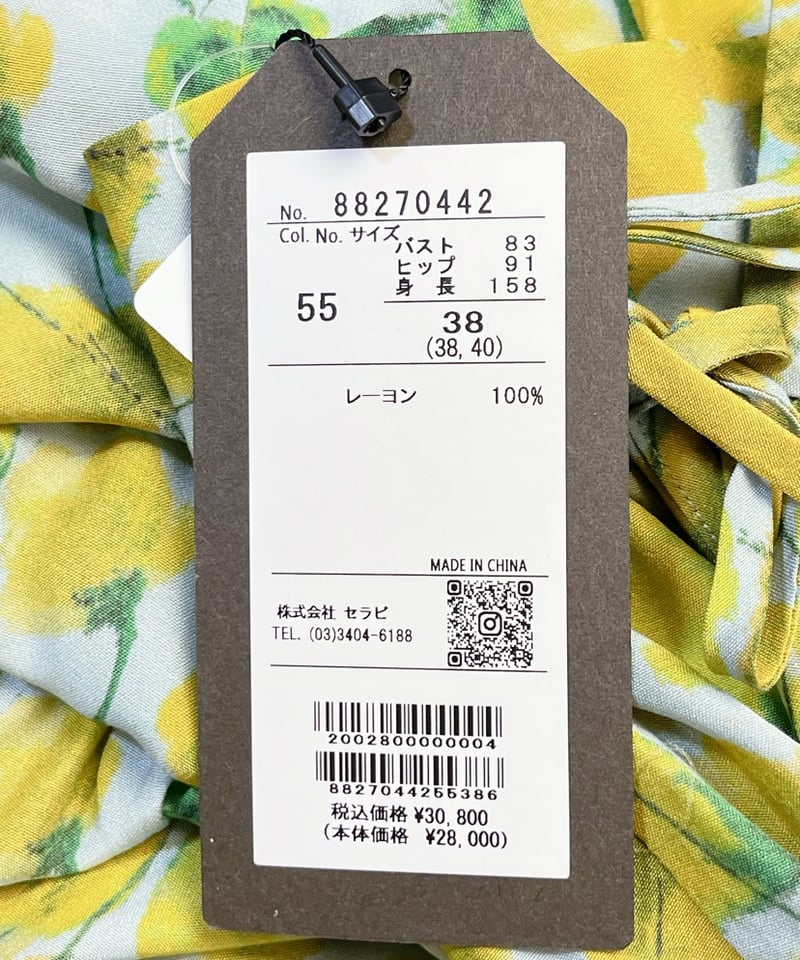 No. 88270442
Col. No. サイズ
バスト 83
ヒップ 91
身 長 158
55
38
(38, 40)
レーヨン 100%
MADE IN CHINA
株式会社 セラビ
TEL. (03)3404-6188
2002800000004
8827044255386
税込価格 ¥30,800
(本体価格 ¥28,000)